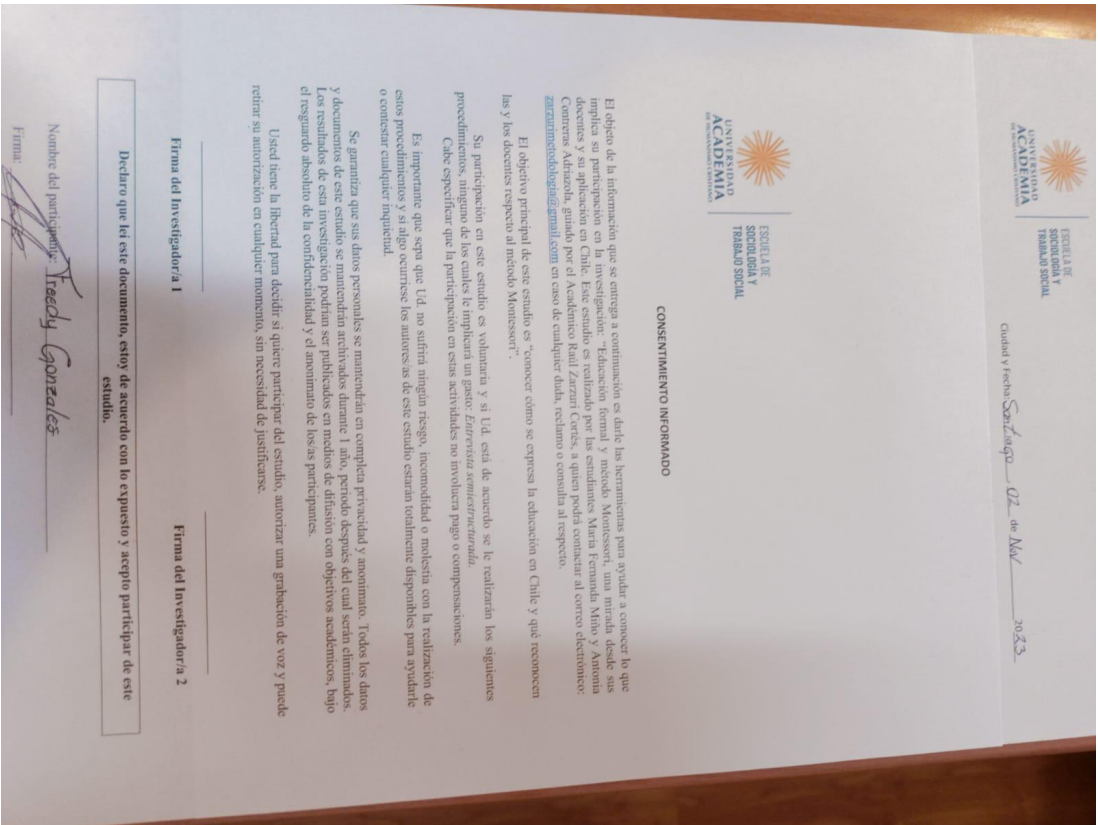 UNIVERSIDAD
ACADEMIA
DE HUMANISMO CRISTIANO
ESCUELA DE
SOCIOLOGÍA Y
TRABAJO SOCIAL
Ciudad y Fecha: Santiago 02 de Nov 2023
UNIVERSIDAD
ACADEMIA
DE HUMANISMO CRISTIANO
ESCUELA DE
SOCIOLOGÍA Y
TRABAJO SOCIAL
CONSENTIMIENTO INFORMADO
El objeto de la información que se entrega a continuación es darle las herramientas para ayudar a conocer lo que
implica su participación en la investigación: "Educación formal y método Montessori, una mirada desde sus
docentes y su aplicación en Chile. Este estudio es realizado por las estudiantes María Fernanda Miño y Antonia
Contreras Adriazola, guiado por el Académico Raúl Zarzuri Cortés, a quien podrá contactar al correo electrónico:
zarzurimetodologia@gmail.com en caso de cualquier duda, reclamo o consulta al respecto.
El objetivo principal de este estudio es "conocer cómo se expresa la educación en Chile y qué reconocen
las y los docentes respecto al método Montessori".
Su participación en este estudio es voluntaria y si Ud. está de acuerdo se le realizarán los siguientes
procedimientos, ninguno de los cuales le implicará un gasto: Entrevista semiestructurada.
Cabe especificar que la participación en estas actividades no involucra pago o compensaciones.
Es importante que sepa que Ud. no sufrirá ningún riesgo, incomodidad o molestia con la realización de
estos procedimientos y si algo ocurriese los autores/as de este estudio estarán totalmente disponibles para ayudarle
o contestar cualquier inquietud.
Se garantiza que sus datos personales se mantendrán en completa privacidad y anonimato. Todos los datos
y documentos de este estudio se mantendrán archivados durante 1 año, periodo después del cual serán eliminados.
Los resultados de esta investigación podrían ser publicados en medios de difusión con objetivos académicos, bajo
el resguardo absoluto de la confidencialidad y el anonimato de los/as participantes.
Usted tiene la libertad para decidir si quiere participar del estudio, autorizar una grabación de voz y puede
retirar su autorización en cualquier momento, sin necesidad de justificarse.
Firma del Investigador/a 1
Firma del Investigador/a 2
Declaro que leí este documento, estoy de acuerdo con lo expuesto y acepto participar de este
estudio.
Nombre del participante: Freedy Gonzales
Firma: